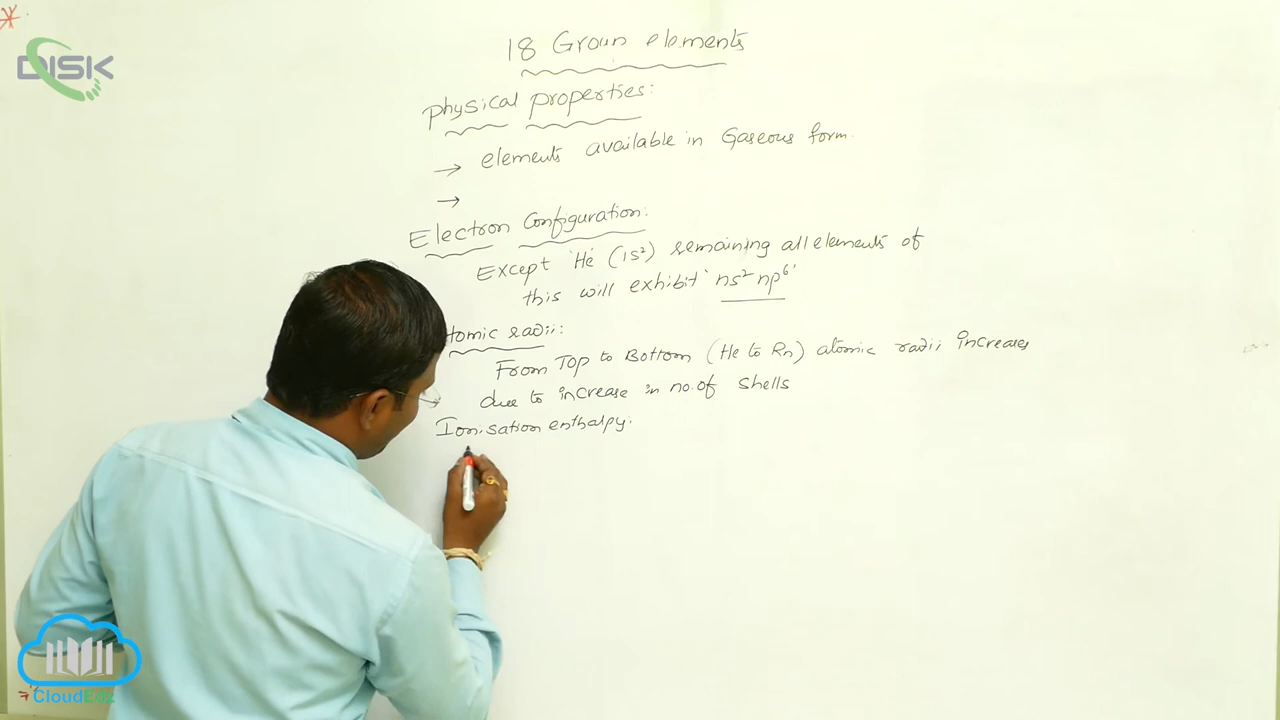 DISK
18 Group elements
physical properties:
→ elements available in Gaseous form.
→
Electron Configuration:
Except 'He' (1s²) remaining all elements of
this will exhibit 'ns² np⁶'
tomic radii:
From Top to Bottom (He to Rn) atomic radii increases
due to increase in no.of shells
Ionisation enthalpy:
CloudEdz